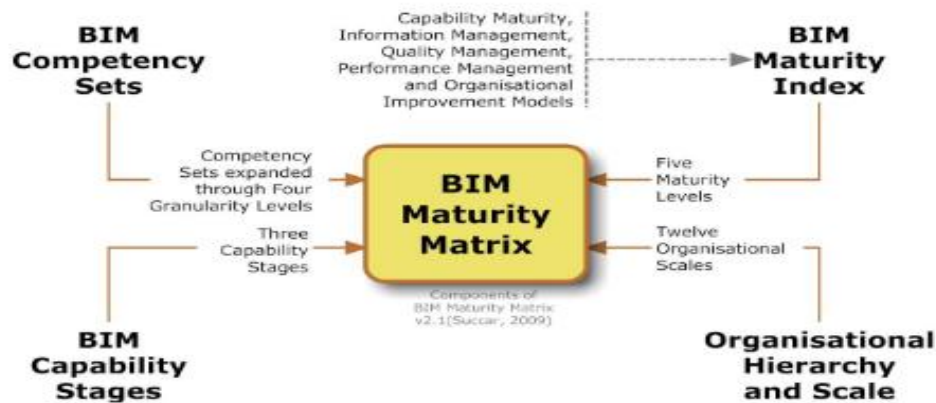 BIM
Competency
Sets
Capability Maturity,
Information Management,
Quality Management,
Performance Management
and Organisational
Improvement Models
BIM
Maturity
Index
Competency
Sets expanded
through Four
Granularity Levels
BIM
Maturity
Matrix
Five
Maturity
Levels
Three
Capability
Stages
Twelve
Organisational
Scales
Components of
BIM Maturity Matrix
v2.1(Succar, 2009)
BIM
Capability
Stages
Organisational
Hierarchy
and Scale